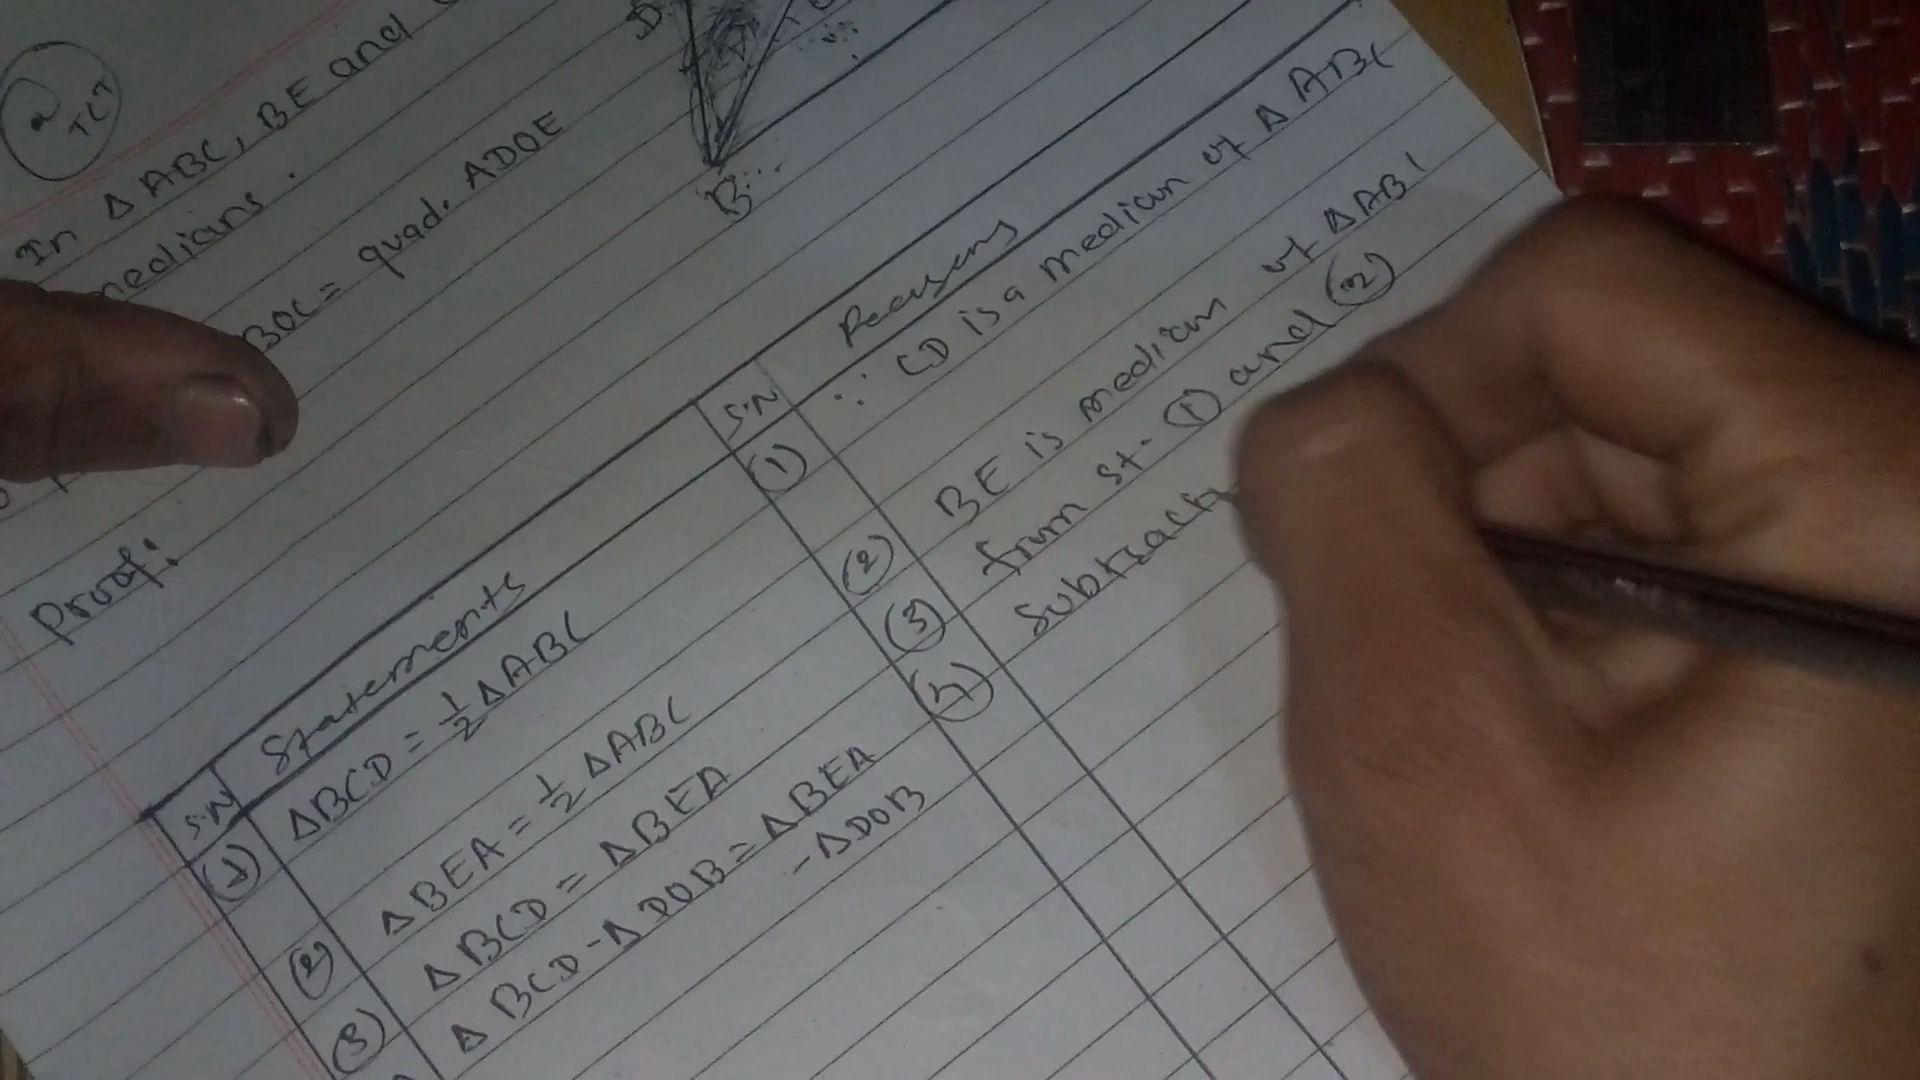 In △ ABC, BE and
medians.
BOC = quad. ADOE
D
B
Proof:
S.N Statements S.N Reasons
(1) △BCD = 1/2 △ABC (1) ∵ CD is a median of △ ABC
(2) △BEA = 1/2 △ABC (2) BE is median of △ABC
(3) △BCD = △BEA (3) from st. (1) and (2)
△BCD - △DOB = △BEA (4) Subtract
- △DOB